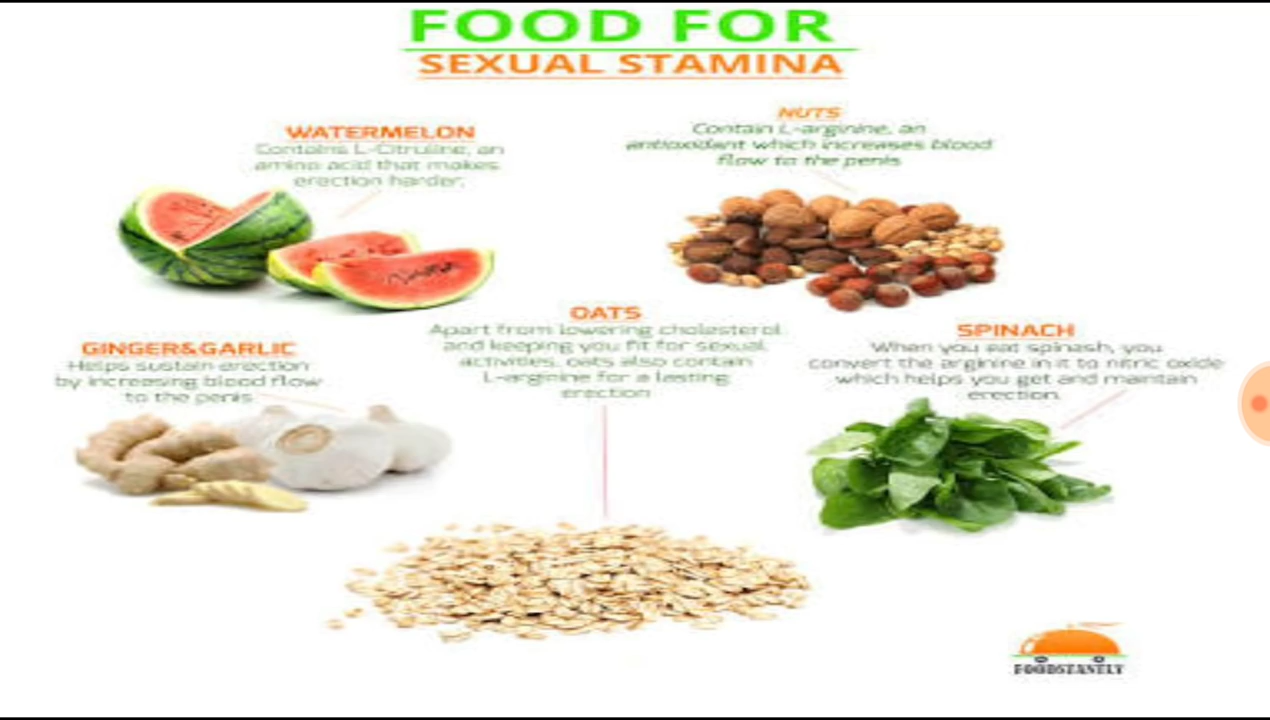 FOOD FOR
SEXUAL STAMINA
WATERMELON
Contains L-Citruline, an
amino acid that makes
erection harder.
NUTS
Contain L-arginine, an
antioxidant which increases blood
flow to the penis
GINGER&GARLIC
Helps sustain erection
by increasing blood flow
to the penis
OATS
Apart from lowering cholesterol
and keeping you fit for sexual
activities, oats also contain
L-arginine for a lasting
erection
SPINACH
When you eat spinash, you
convert the arginine in it to nitric oxide
which helps you get and maintain
erection.
FOODSTANTLY